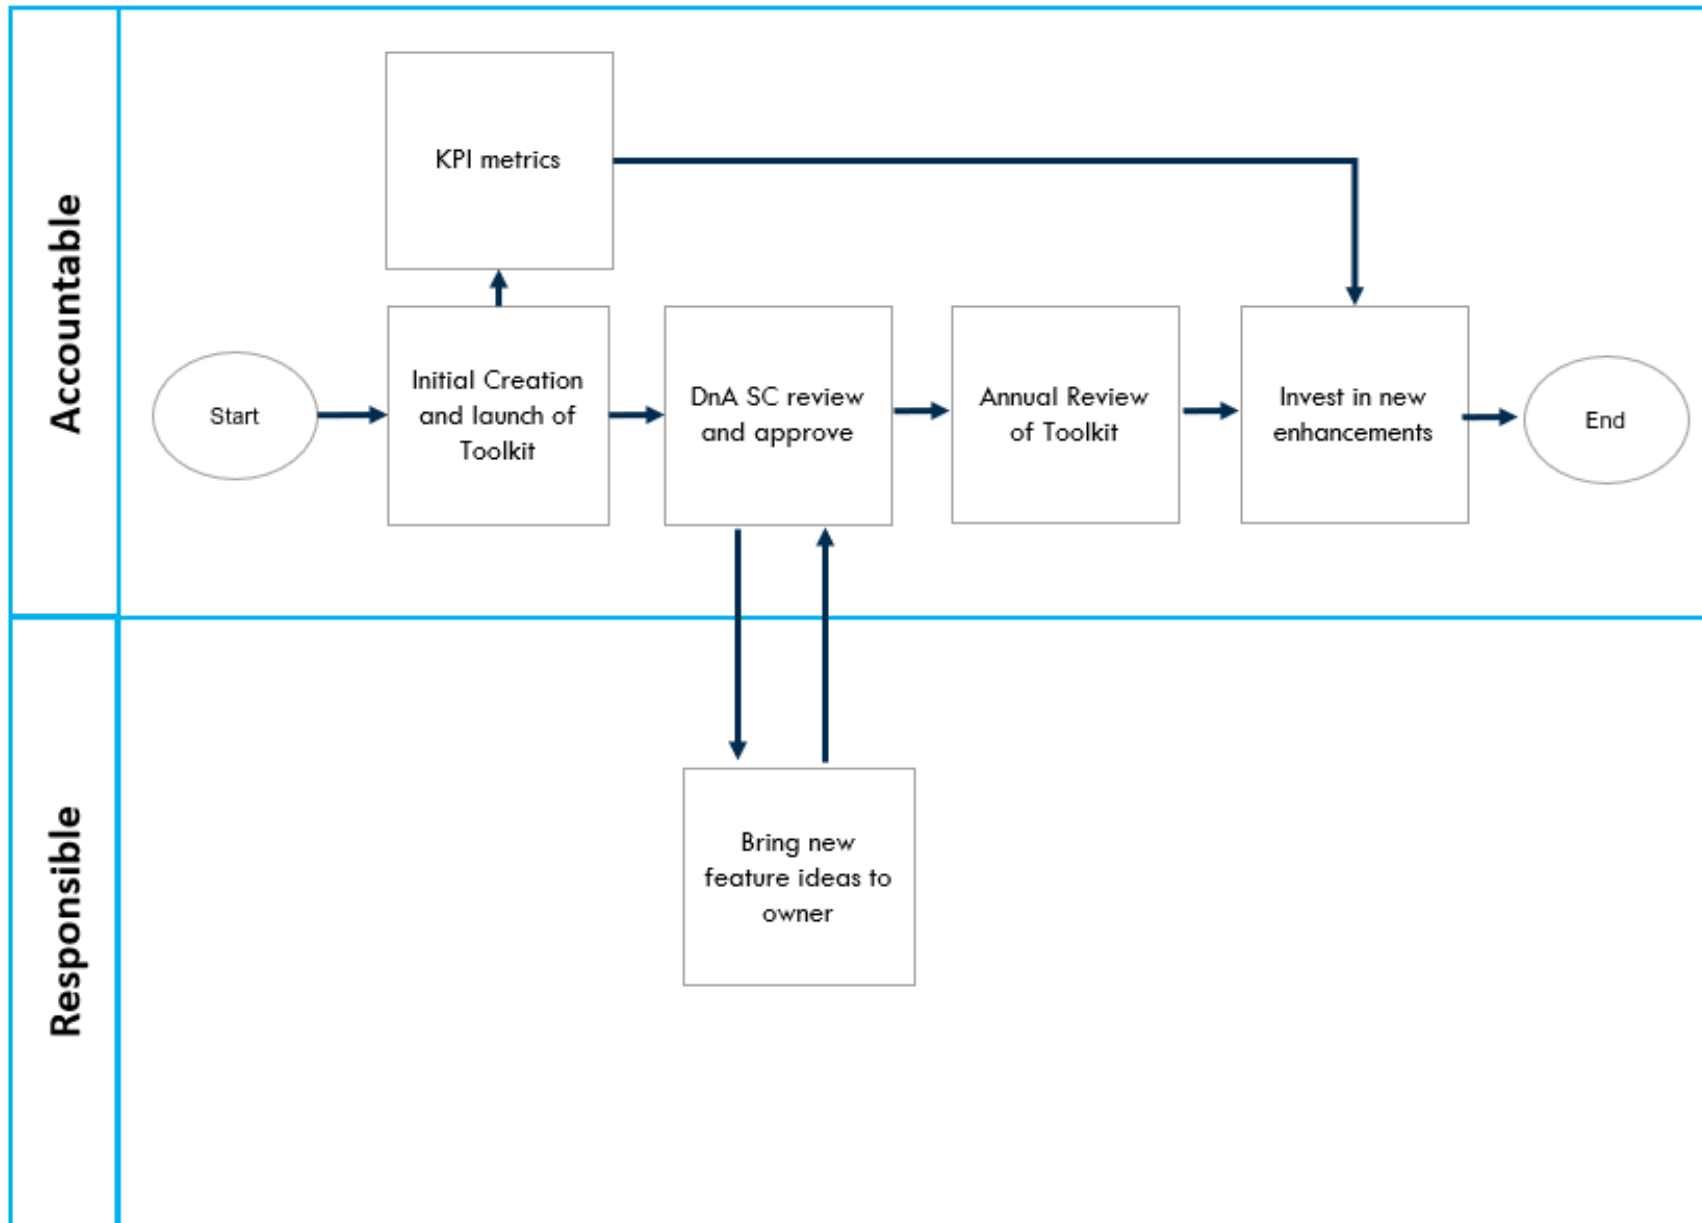 Accountable
KPI metrics
Start
Initial Creation
and launch of
Toolkit
DnA SC review
and approve
Annual Review
of Toolkit
Invest in new
enhancements
End
Responsible
Bring new
feature ideas to
owner